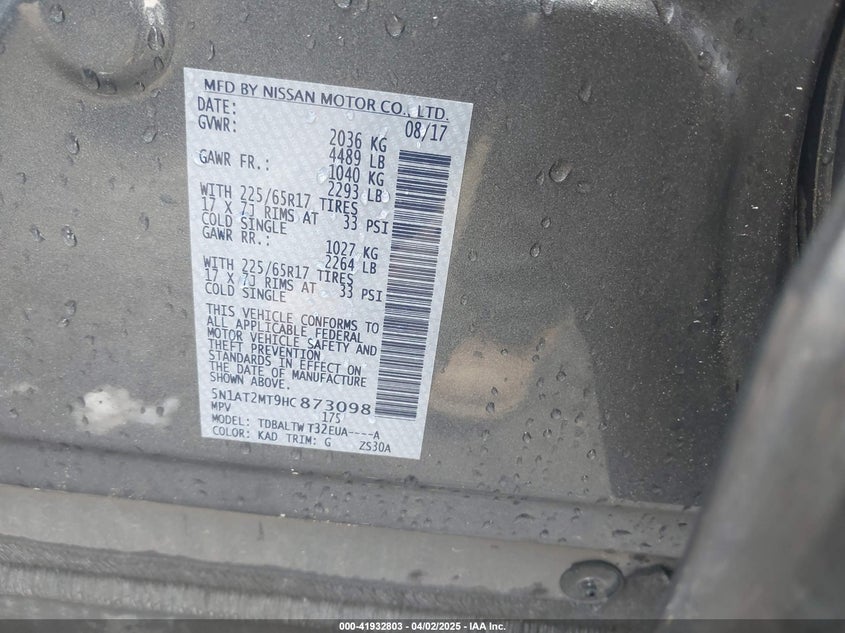 MFD BY NISSAN MOTOR CO., LTD.
DATE: 08/17
GVWR: 2036 KG
4489 LB
GAWR FR.: 1040 KG
2293 LB
WITH 225/65R17 TIRES
17 X 7J RIMS AT 33 PSI
COLD SINGLE
GAWR RR.: 1027 KG
2264 LB
WITH 225/65R17 TIRES
17 X 7J RIMS AT 33 PSI
COLD SINGLE
THIS VEHICLE CONFORMS TO
ALL APPLICABLE FEDERAL
MOTOR VEHICLE SAFETY AND
THEFT PREVENTION
STANDARDS IN EFFECT ON
THE DATE OF MANUFACTURE
SHOWN ABOVE.
5N1AT2MT9HC873098
MPV 175
MODEL: TDBALTW T32EUA----A
COLOR: KAD TRIM: G ZS30A
000-41932803 - 04/02/2025 - IAA Inc.